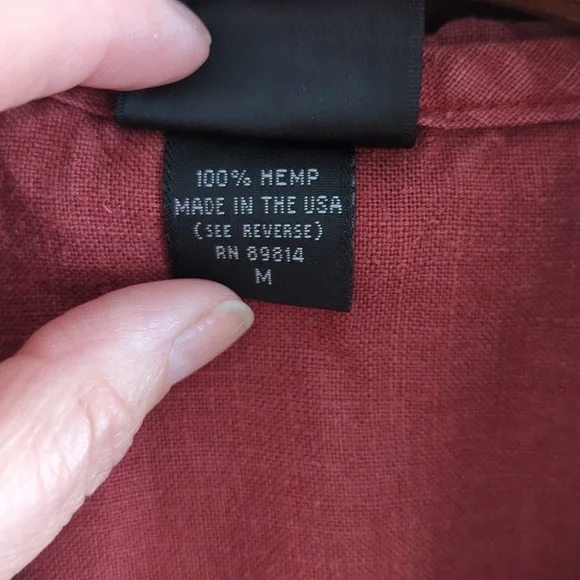 100% HEMP
MADE IN THE USA
(SEE REVERSE)
RN 89814
M